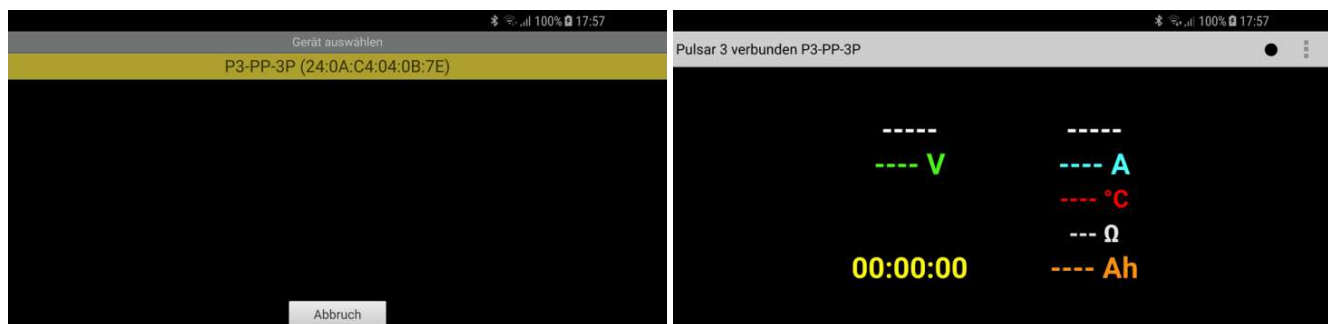 100% 17:57
Gerät auswählen
P3-PP-3P (24:0A:C4:04:0B:7E)
Abbruch
100% 17:57
Pulsar 3 verbunden P3-PP-3P
----- -----
---- V ---- A
---- °C
--- Ω
00:00:00 ---- Ah